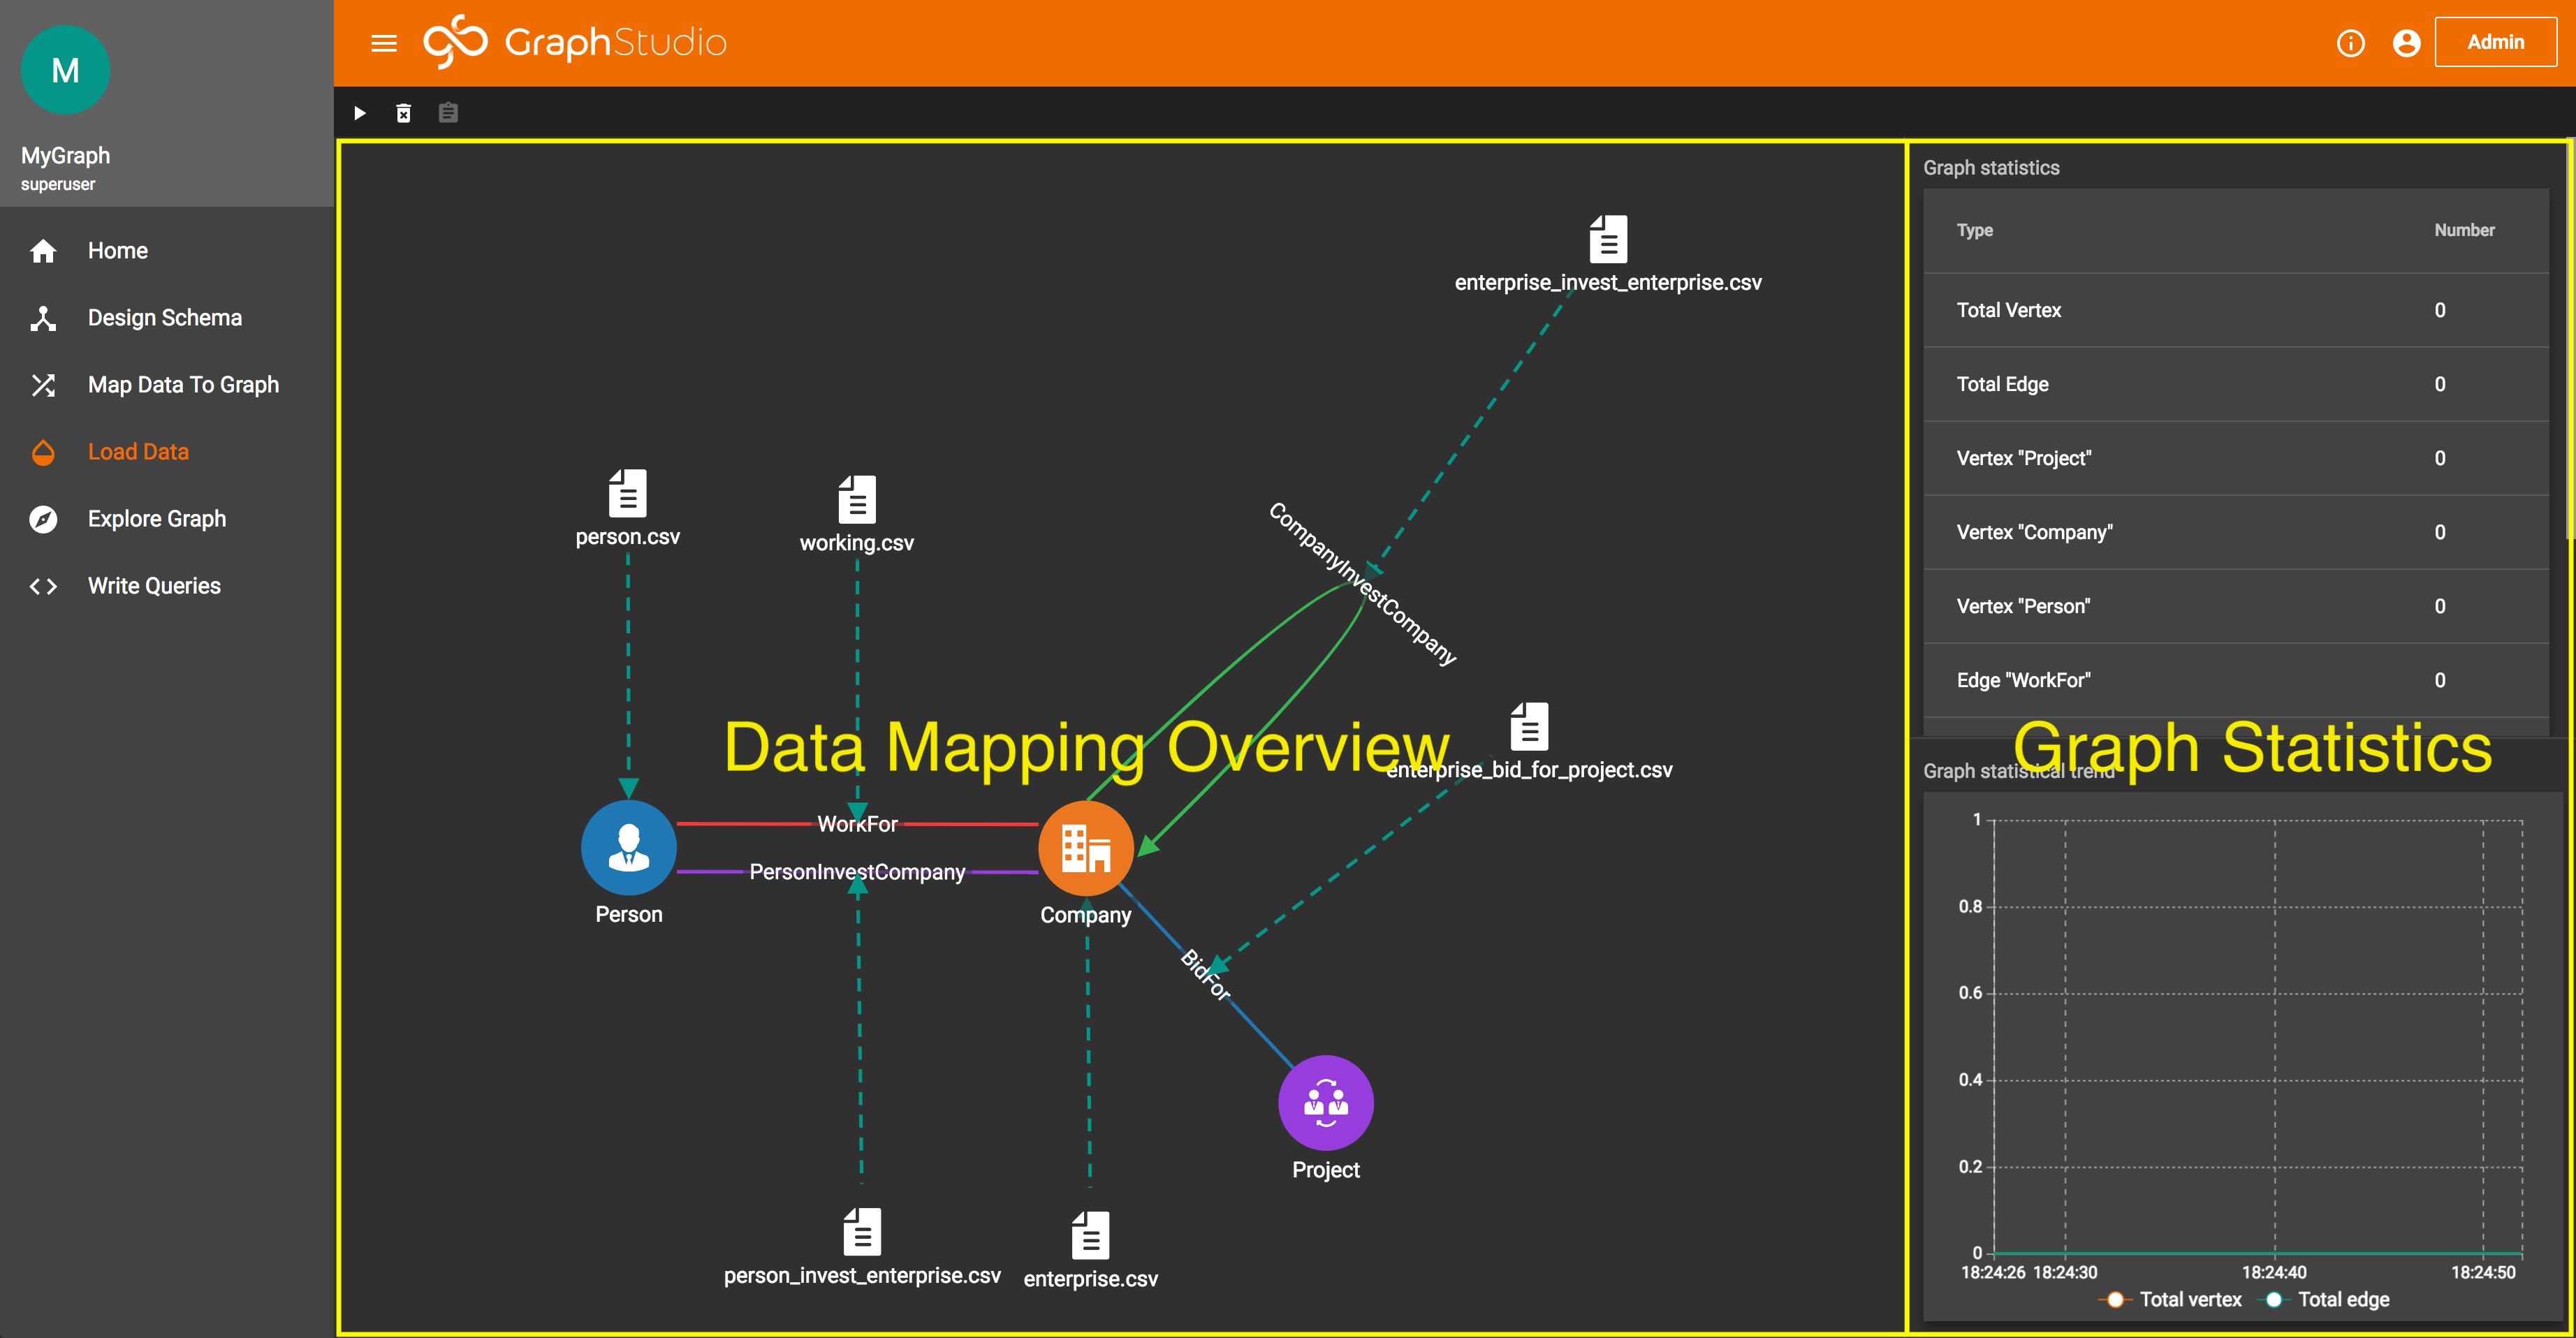 M
MyGraph
superuser
Home
Design Schema
Map Data To Graph
Load Data
Explore Graph
Write Queries
GraphStudio
Admin
enterprise_invest_enterprise.csv
person.csv
working.csv
CompanyInvestCompany
Data Mapping Overview
enterprise_bid_for_project.csv
WorkFor
PersonInvestCompany
Person
Company
BidFor
Project
person_invest_enterprise.csv
enterprise.csv
Graph statistics
Type Number
Total Vertex 0
Total Edge 0
Vertex "Project" 0
Vertex "Company" 0
Vertex "Person" 0
Edge "WorkFor" 0
Graph Statistics
Graph statistical trend
1
0.8
0.6
0.4
0.2
0
18:24:26 18:24:30 18:24:40 18:24:50
Total vertex Total edge